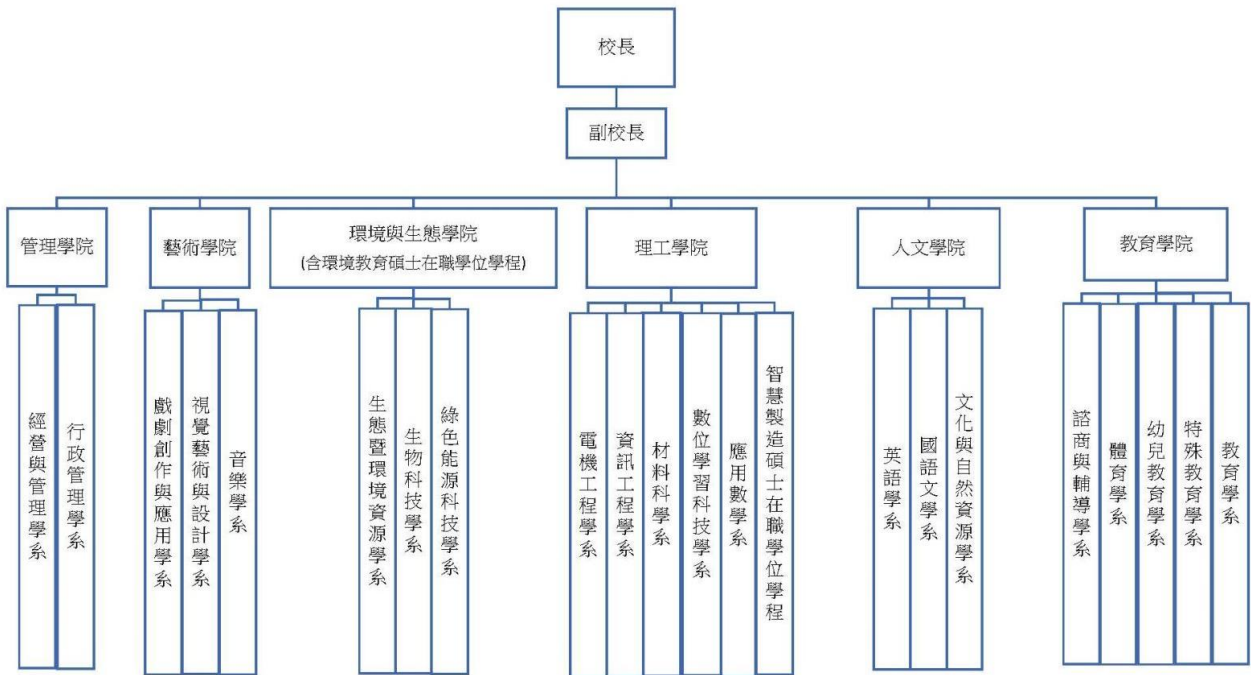 校長
副校長
管理學院
藝術學院
環境與生態學院
(含環境教育碩士在職學位學程)
理工學院
人文學院
教育學院
經營與管理學系
行政管理學系
戲劇創作與應用學系
視覺藝術與設計學系
音樂學系
生態暨環境資源學系
生物科技學系
綠色能源科技學系
電機工程學系
資訊工程學系
材料科學系
數位學習科技學系
應用數學系
智慧製造碩士在職學位學程
英語學系
國語文學系
文化與自然資源學系
諮商與輔導學系
體育學系
幼兒教育學系
特殊教育學系
教育學系